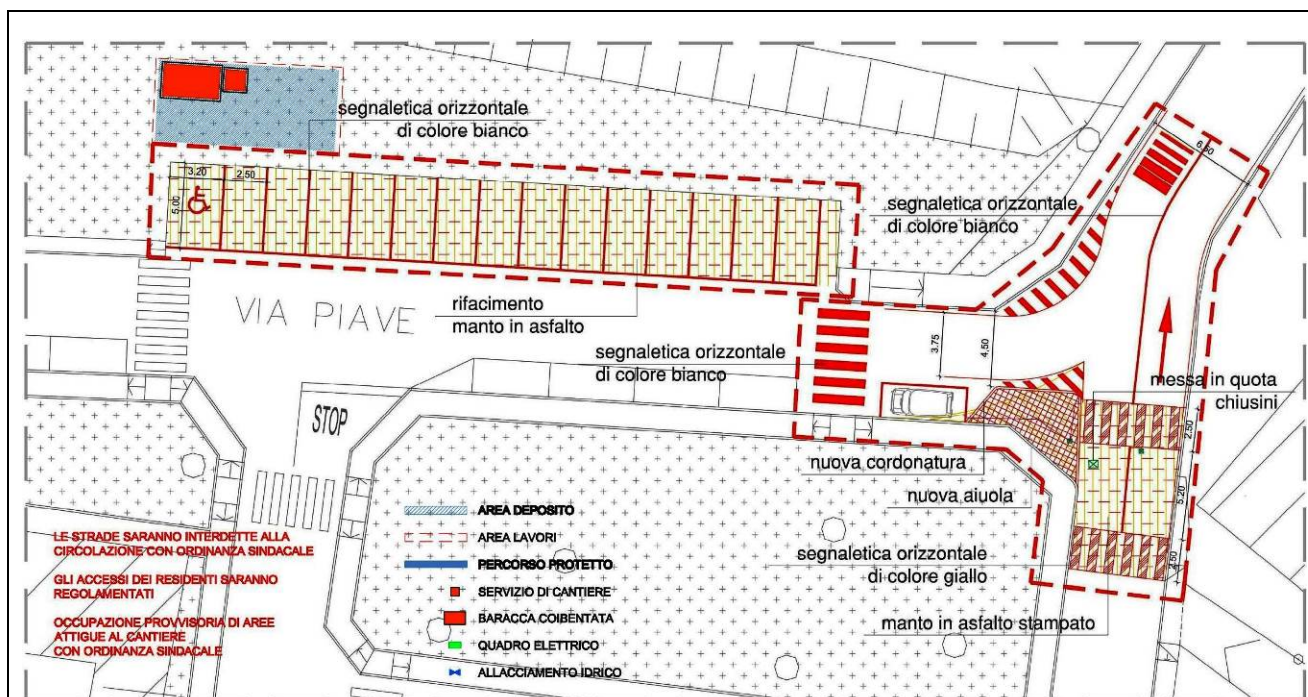 segnaletica orizzontale
di colore bianco
3.20
2.50
5.00
6.50
segnaletica orizzontale
di colore bianco
VIA PIAVE
rifacimento
manto in asfalto
3.75
4.50
segnaletica orizzontale
di colore bianco
messa in quota
chiusini
STOP
2.50
nuova cordonatura
nuova aiuola
5.20
AREA DEPOSITO
LE STRADE SARANNO INTERDETTE ALLA
CIRCOLAZIONE CON ORDINANZA SINDACALE
AREA LAVORI
segnaletica orizzontale
di colore giallo
PERCORSO PROTETTO
2.50
GLI ACCESSI DEI RESIDENTI SARANNO
REGOLAMENTATI
SERVIZIO DI CANTIERE
BARACCA COIBENTATA
manto in asfalto stampato
OCCUPAZIONE PROVVISORIA DI AREE
ATTIGUE AL CANTIERE
CON ORDINANZA SINDACALE
QUADRO ELETTRICO
ALLACCIAMENTO IDRICO